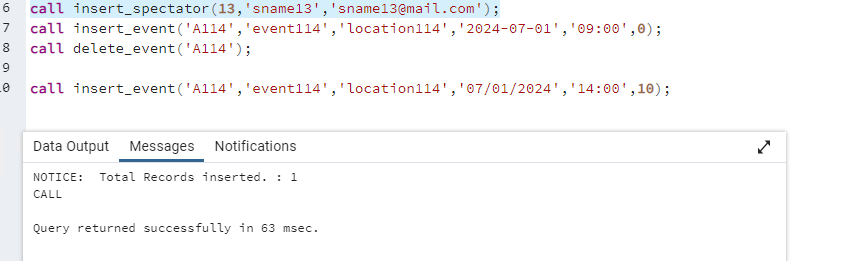 6 call insert_spectator(13,'sname13','sname13@mail.com');
7 call insert_event('A114','event114','location114','2024-07-01','09:00',0);
8 call delete_event('A114');
9
0 call insert_event('A114','event114','location114','07/01/2024','14:00',10);
Data Output Messages Notifications
NOTICE:  Total Records inserted. : 1
CALL
Query returned successfully in 63 msec.